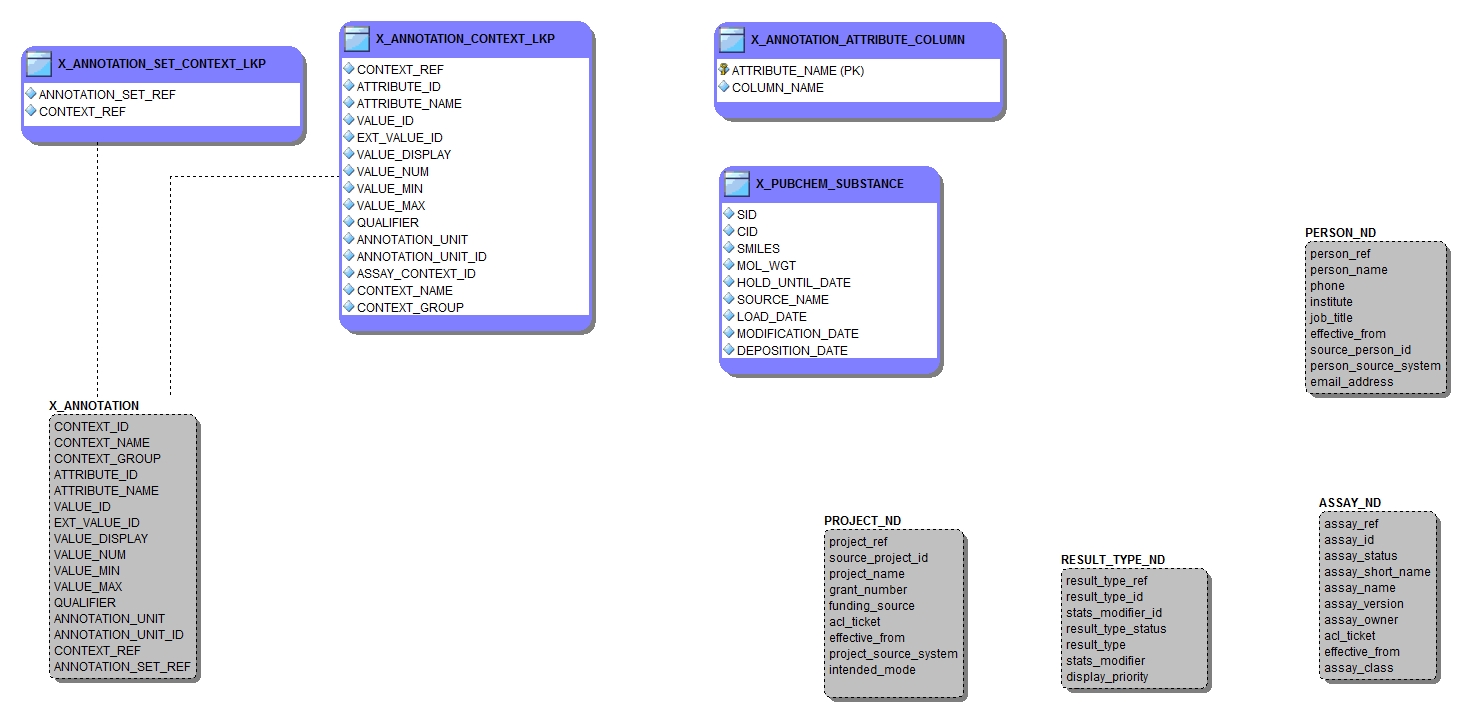 X_ANNOTATION_SET_CONTEXT_LKP
ANNOTATION_SET_REF
CONTEXT_REF
X_ANNOTATION_CONTEXT_LKP
CONTEXT_REF
ATTRIBUTE_ID
ATTRIBUTE_NAME
VALUE_ID
EXT_VALUE_ID
VALUE_DISPLAY
VALUE_NUM
VALUE_MIN
VALUE_MAX
QUALIFIER
ANNOTATION_UNIT
ANNOTATION_UNIT_ID
ASSAY_CONTEXT_ID
CONTEXT_NAME
CONTEXT_GROUP
X_ANNOTATION_ATTRIBUTE_COLUMN
ATTRIBUTE_NAME (PK)
COLUMN_NAME
X_PUBCHEM_SUBSTANCE
SID
CID
SMILES
MOL_WGT
HOLD_UNTIL_DATE
SOURCE_NAME
LOAD_DATE
MODIFICATION_DATE
DEPOSITION_DATE
PERSON_ND
person_ref
person_name
phone
institute
job_title
effective_from
source_person_id
person_source_system
email_address
X_ANNOTATION
CONTEXT_ID
CONTEXT_NAME
CONTEXT_GROUP
ATTRIBUTE_ID
ATTRIBUTE_NAME
VALUE_ID
EXT_VALUE_ID
VALUE_DISPLAY
VALUE_NUM
VALUE_MIN
VALUE_MAX
QUALIFIER
ANNOTATION_UNIT
ANNOTATION_UNIT_ID
CONTEXT_REF
ANNOTATION_SET_REF
PROJECT_ND
project_ref
source_project_id
project_name
grant_number
funding_source
acl_ticket
effective_from
project_source_system
intended_mode
RESULT_TYPE_ND
result_type_ref
result_type_id
stats_modifier_id
result_type_status
result_type
stats_modifier
display_priority
ASSAY_ND
assay_ref
assay_id
assay_status
assay_short_name
assay_name
assay_version
assay_owner
acl_ticket
effective_from
assay_class